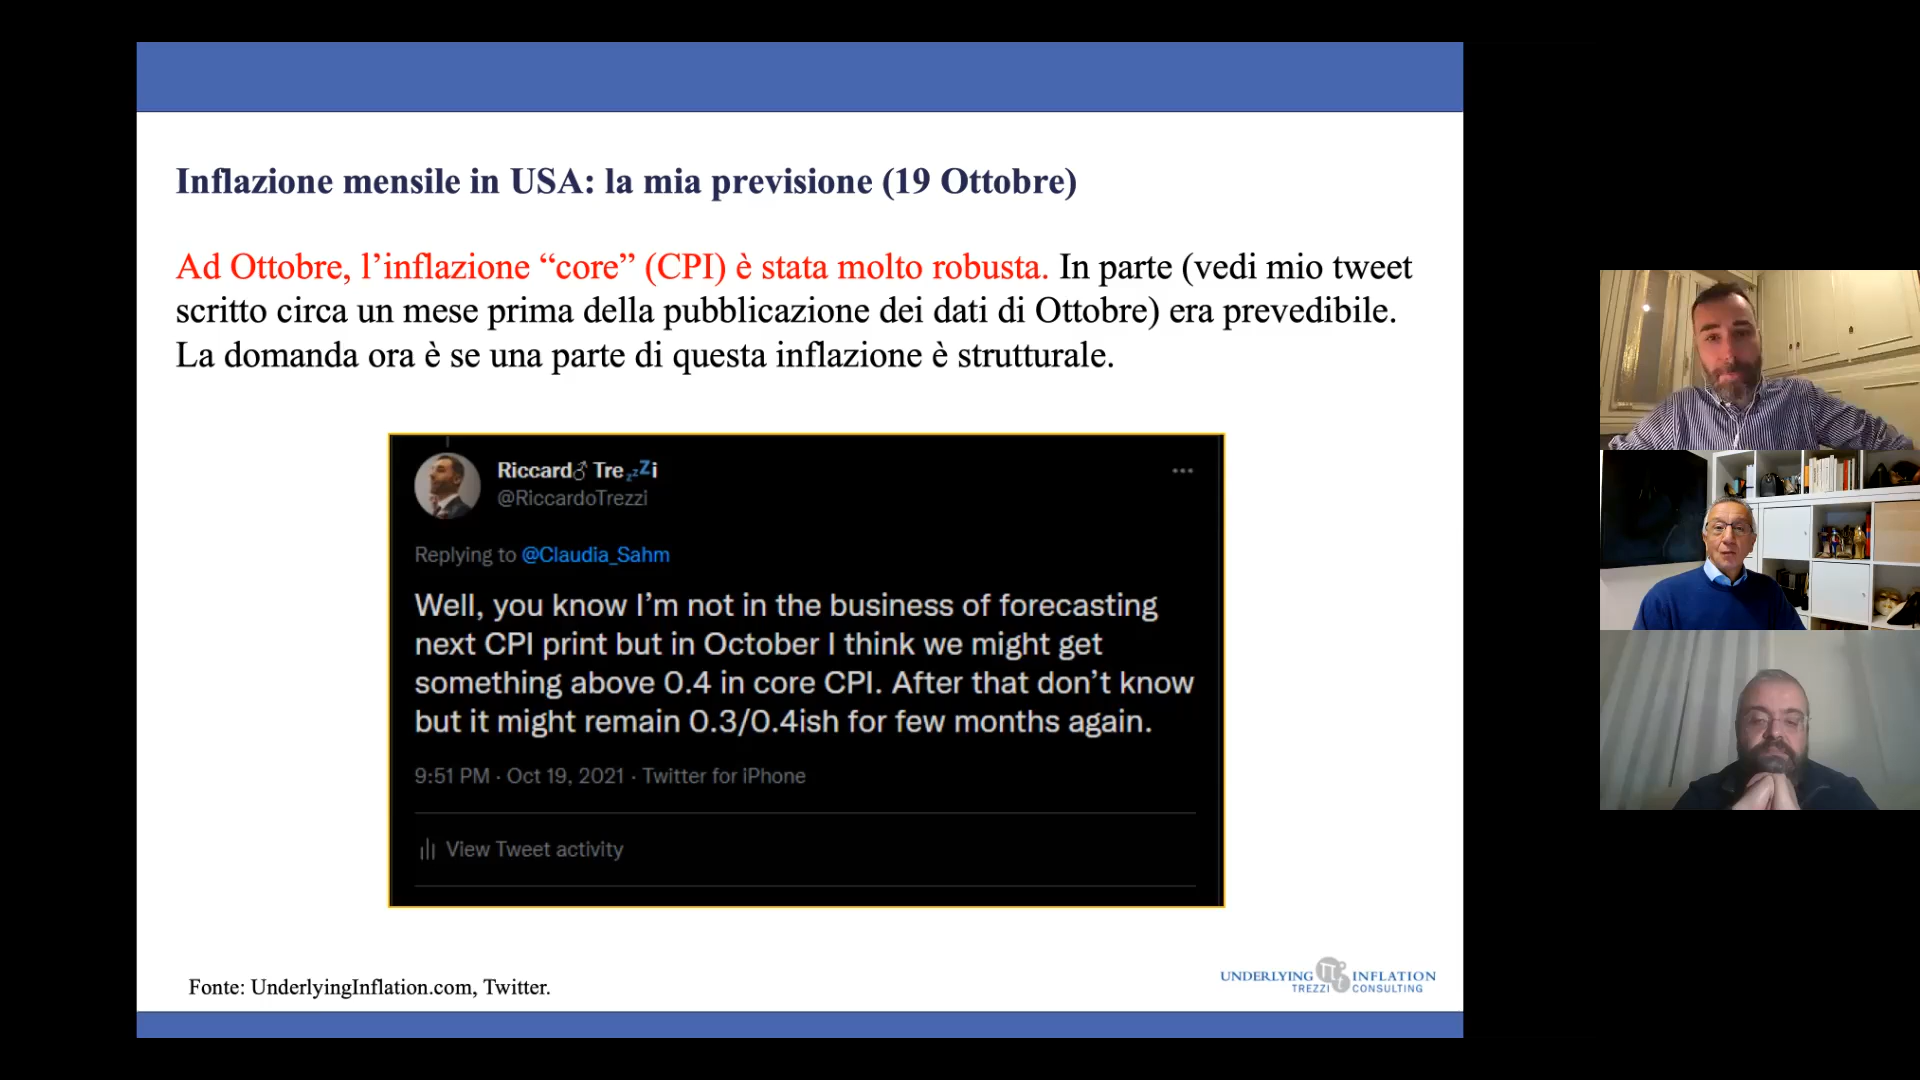 Inflazione mensile in USA: la mia previsione (19 Ottobre)
Ad Ottobre, l’inflazione “core” (CPI) è stata molto robusta. In parte (vedi mio tweet
scritto circa un mese prima della pubblicazione dei dati di Ottobre) era prevedibile.
La domanda ora è se una parte di questa inflazione è strutturale.
Riccard♂ Tre💤i
@RiccardoTrezzi
Replying to @Claudia_Sahm
Well, you know I’m not in the business of forecasting
next CPI print but in October I think we might get
something above 0.4 in core CPI. After that don’t know
but it might remain 0.3/0.4ish for few months again.
9:51 PM · Oct 19, 2021 · Twitter for iPhone
View Tweet activity
Fonte: UnderlyingInflation.com, Twitter.
UNDERLYING INFLATION
TREZZI CONSULTING